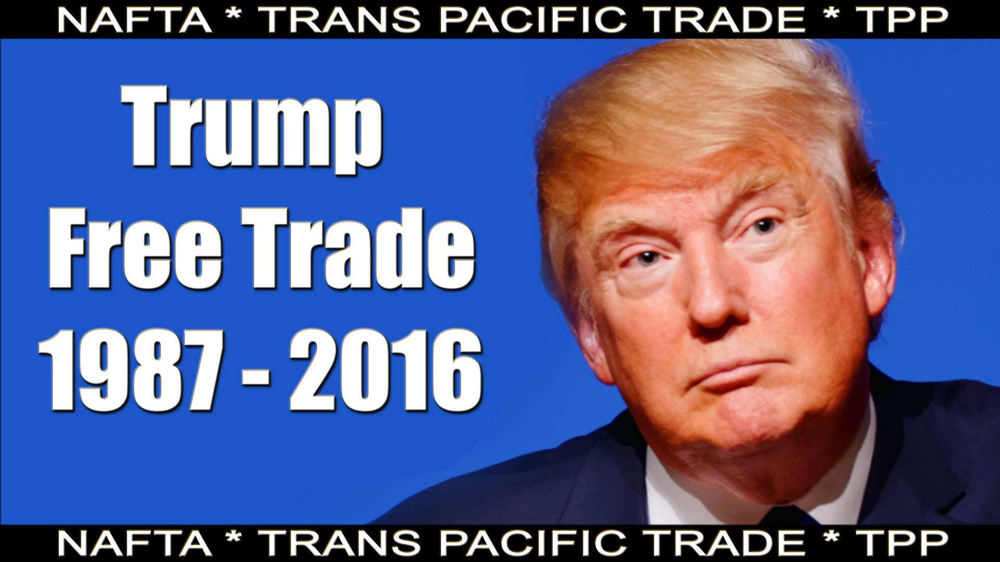 NAFTA * TRANS PACIFIC TRADE * TPP
Trump
Free Trade
1987 - 2016
NAFTA * TRANS PACIFIC TRADE * TPP